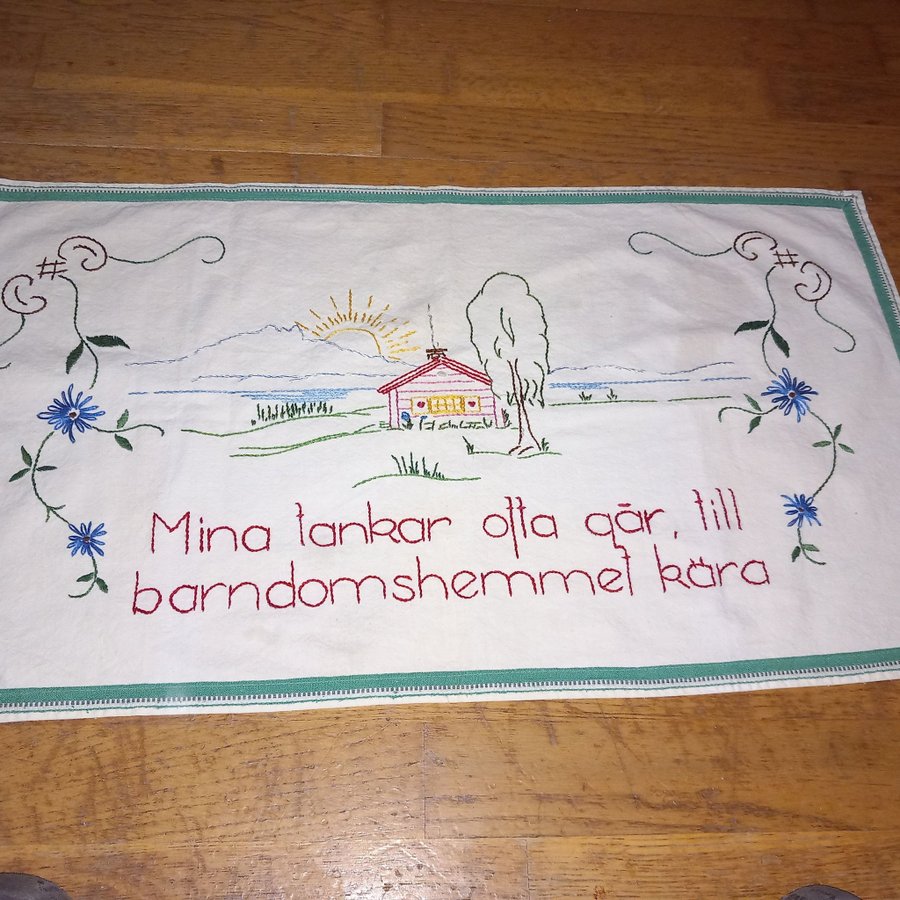 Mina tankar ofta går, till
barndomshemmet kära